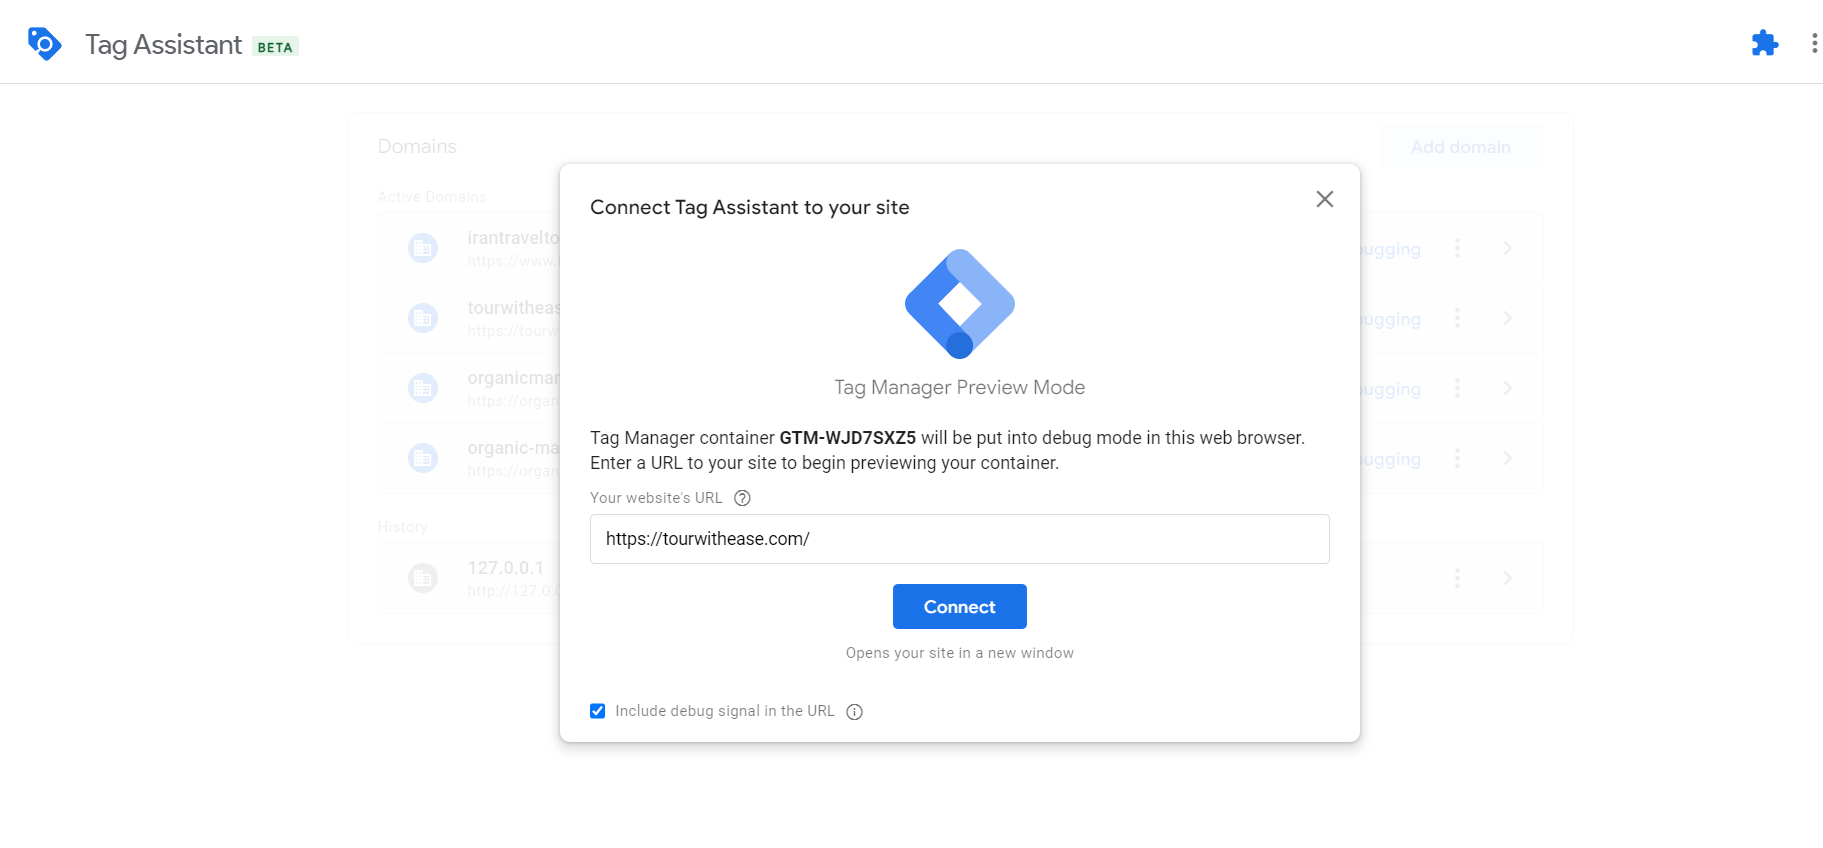 Tag Assistant BETA
Domains
Add domain
Active Domains
Connect Tag Assistant to your site
irantravelto
https://www.
tourwitheas
https://tourw
organicmar
https://organ
organic-ma
https://organ
ugging
ugging
ugging
ugging
Tag Manager Preview Mode
Tag Manager container GTM-WJD7SXZ5 will be put into debug mode in this web browser.
Enter a URL to your site to begin previewing your container.
Your website's URL
https://tourwithease.com/
History
127.0.0.1
http://127.0.0
Connect
Opens your site in a new window
Include debug signal in the URL